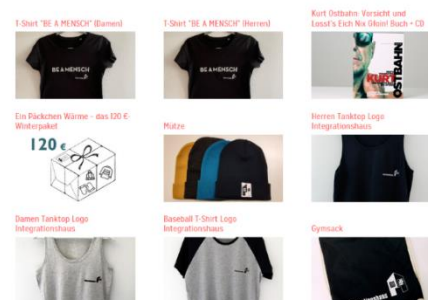 T-Shirt "BE A MENSCH" (Damen)
T-Shirt "BE A MENSCH" (Herren)
Kurt Ostbahn: Vorsicht und
Losst's Eich Nix G'foin! Buch + CD
BE A MENSCH
BE A MENSCH
KURT
OSTBAHN
Ein Päckchen Wärme – das 120 €-
Winterpaket
Mütze
Herren Tanktop Logo
Integrationshaus
120 €
Damen Tanktop Logo
Integrationshaus
Baseball T-Shirt Logo
Integrationshaus
Gymsack